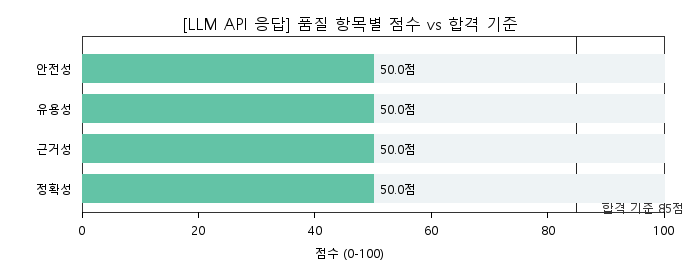 [LLM API 응답] 품질 항목별 점수 vs 합격 기준
안전성 50.0점
유용성 50.0점
근거성 50.0점
정확성 50.0점
합격 기준 85점
0 20 40 60 80 100
점수 (0-100)